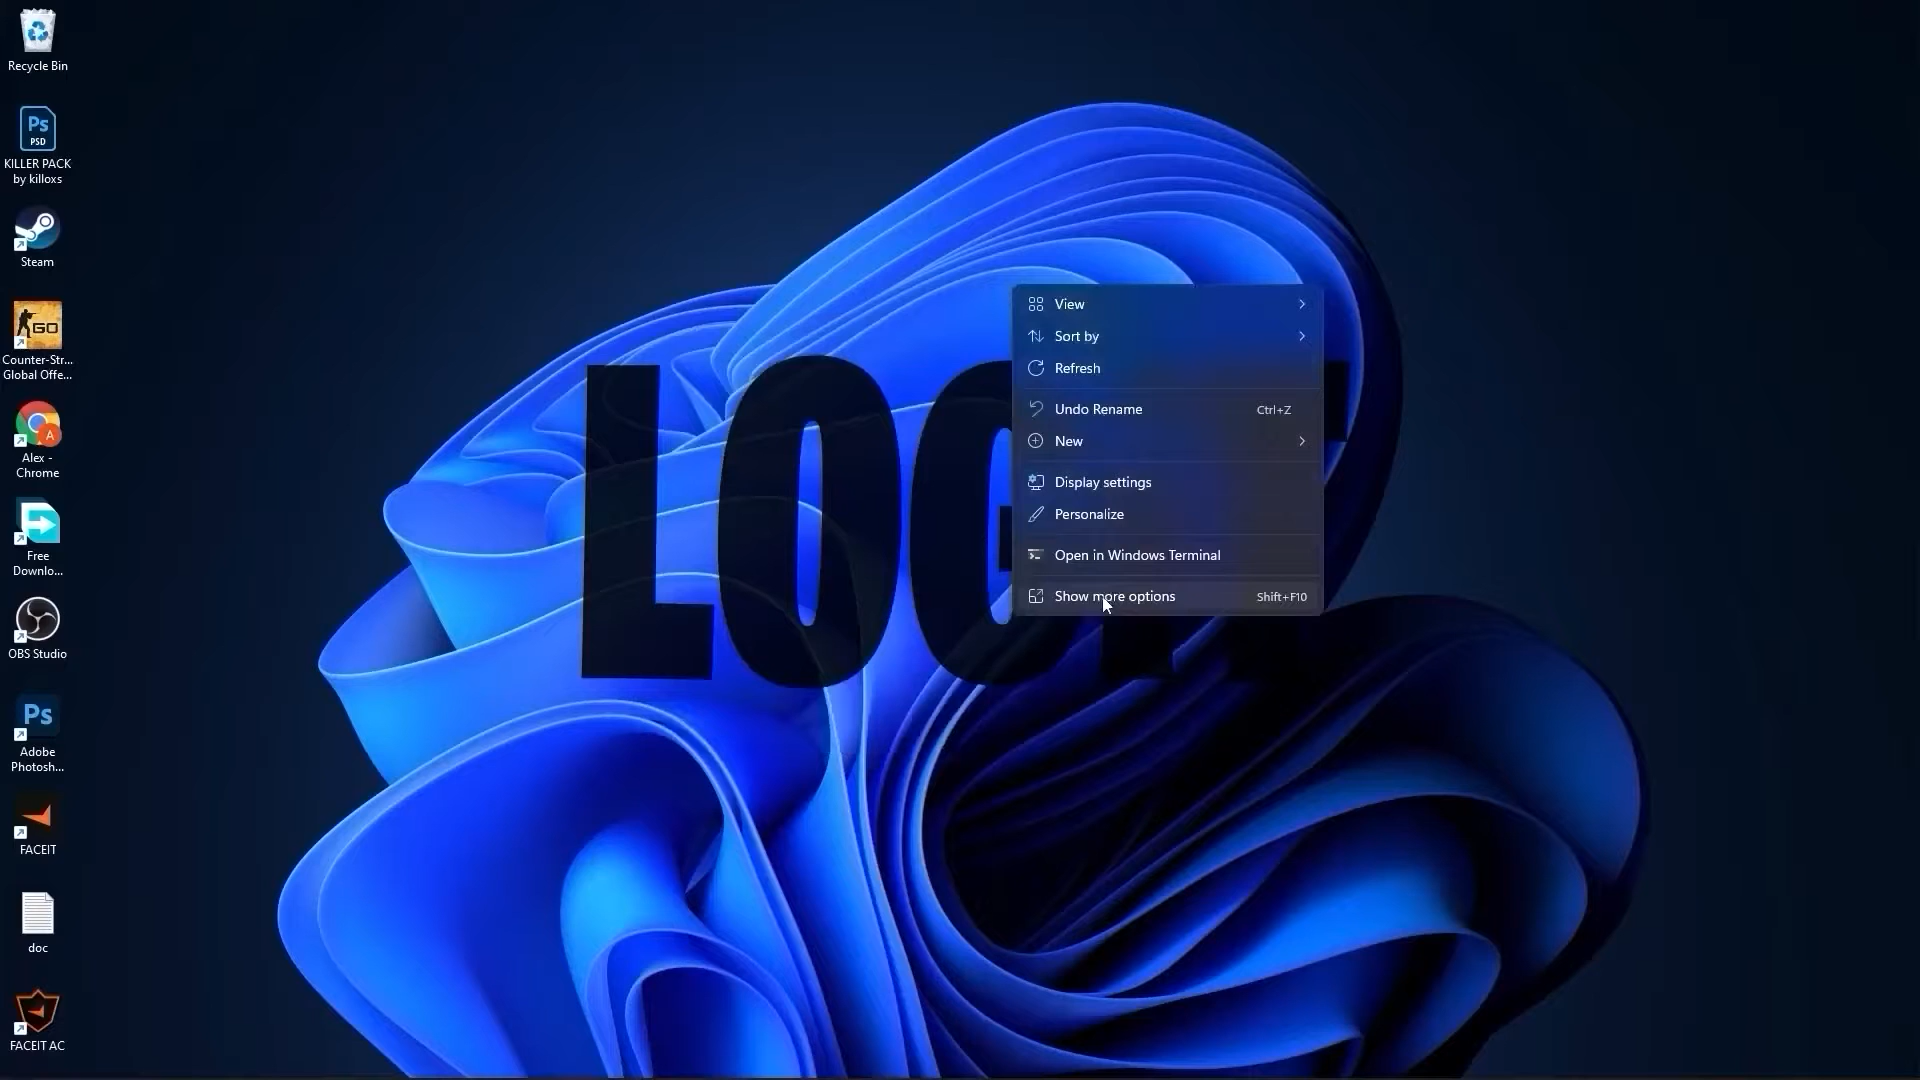 Recycle Bin
Ps
PSD
KILLER PACK
by killoxs
Steam
GO
Counter-Str...
Global Offe...
A
Alex -
Chrome
Free
Downlo...
OBS Studio
Ps
Adobe
Photosh...
FACEIT
doc
FACEIT AC
View
Sort by
Refresh
Undo Rename Ctrl+Z
New
Display settings
Personalize
Open in Windows Terminal
Show more options Shift+F10